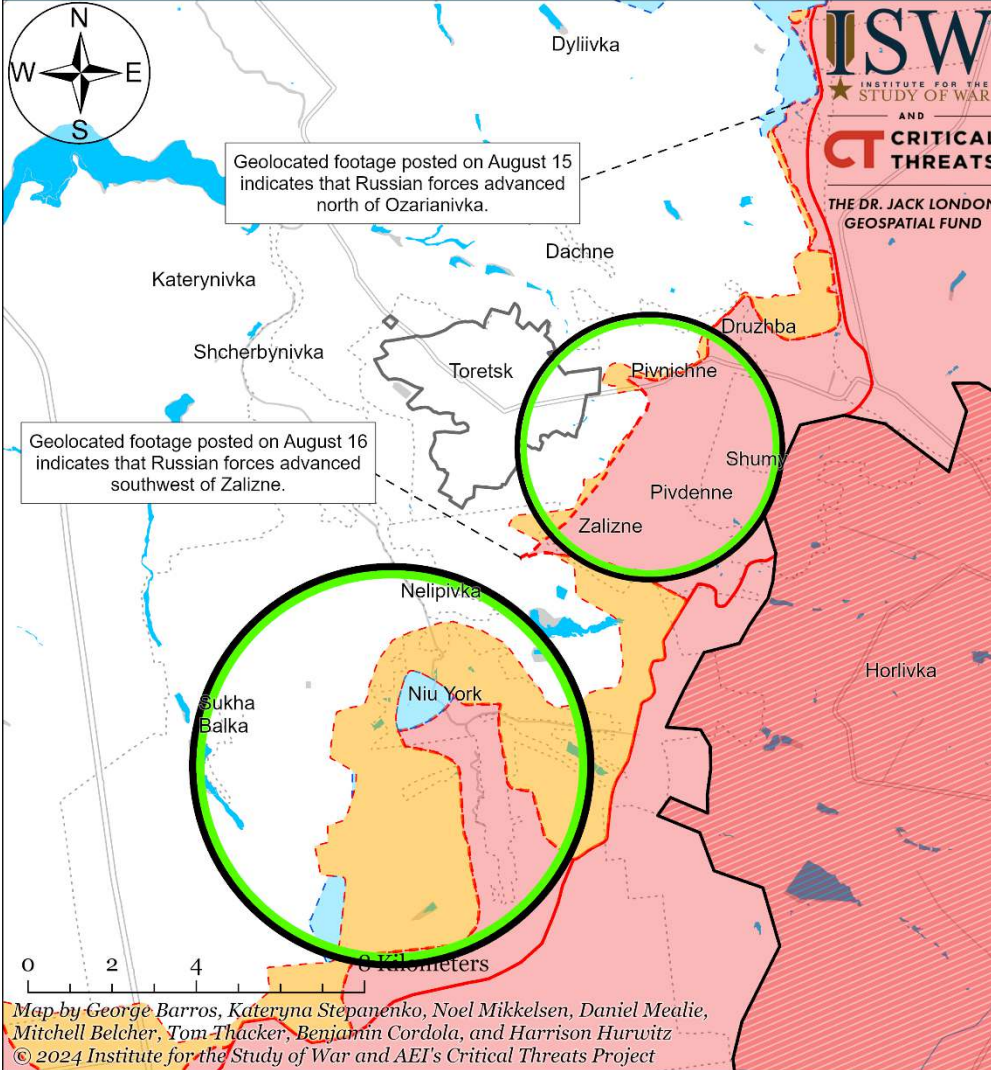 N
W E
S
ISW
INSTITUTE FOR THE
STUDY OF WAR
AND
CT CRITICAL
THREATS
THE DR. JACK LONDON
GEOSPATIAL FUND
Dyliivka
Geolocated footage posted on August 15
indicates that Russian forces advanced
north of Ozarianivka.
Dachne
Katerynivka
Druzhba
Shcherbynivka
Toretsk
Pivnichne
Geolocated footage posted on August 16
indicates that Russian forces advanced
southwest of Zalizne.
Shumy
Pivdenne
Zalizne
Nelipivka
Horlivka
Niu York
Sukha
Balka
0 2 4 8 Kilometers
Map by George Barros, Kateryna Stepanenko, Noel Mikkelsen, Daniel Mealie,
Mitchell Belcher, Tom Thacker, Benjamin Cordola, and Harrison Hurwitz
© 2024 Institute for the Study of War and AEI's Critical Threats Project